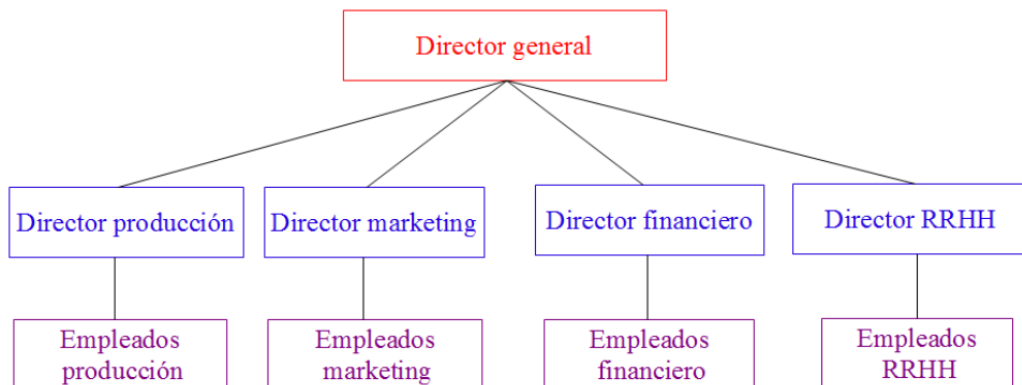 Director general
Director producción
Director marketing
Director financiero
Director RRHH
Empleados
producción
Empleados
marketing
Empleados
financiero
Empleados
RRHH